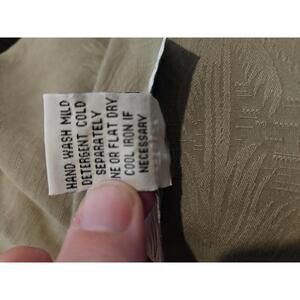 HAND WASH MILD
DETERGENT COLD
SEPARATELY
NE OR FLAT DRY
COOL IRON IF
NECESSARY